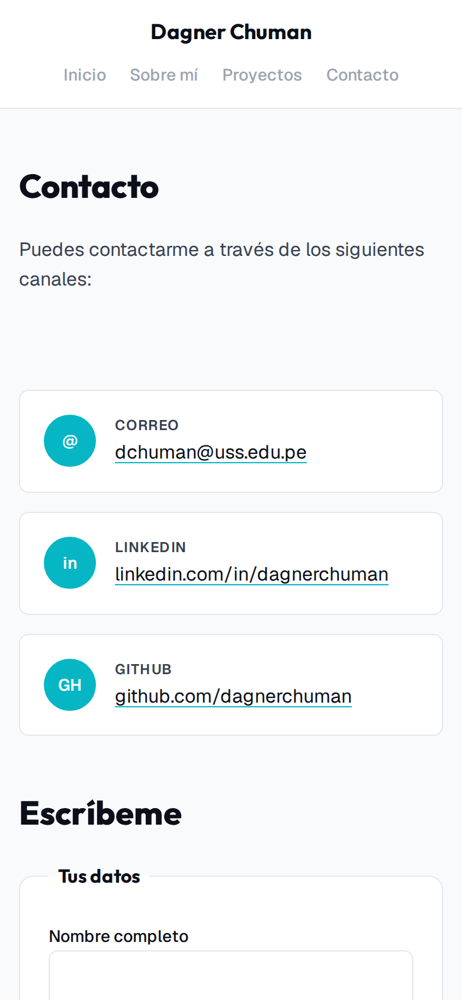 Dagner Chuman
Inicio Sobre mí Proyectos Contacto
Contacto
Puedes contactarme a través de los siguientes
canales:
@
CORREO
dchuman@uss.edu.pe
in
LINKEDIN
linkedin.com/in/dagnerchuman
GH
GITHUB
github.com/dagnerchuman
Escríbeme
Tus datos
Nombre completo